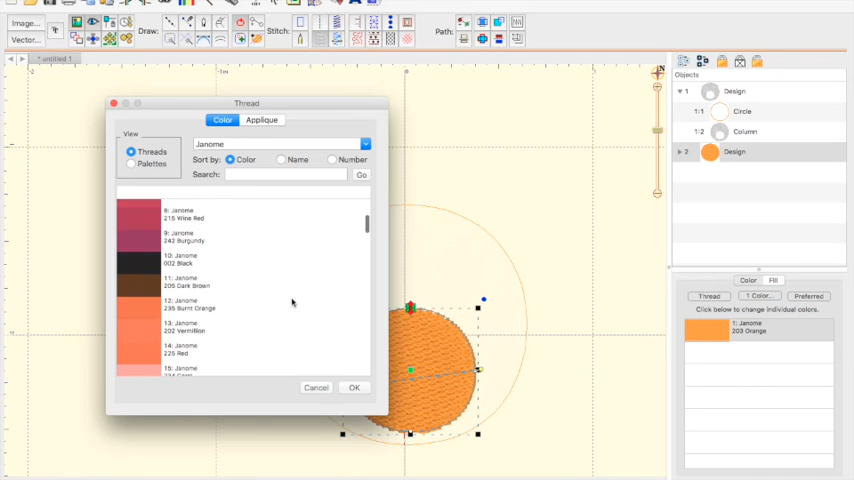 Image...
Vector...
Draw:
Stitch:
Path:
* untitled 1
Objects
1 Design
1:1 Circle
1:2 Column
2 Design
Thread
Color Applique
View
Threads
Palettes
Janome
Sort by: Color Name Number
Search: Go
8: Janome
215 Wine Red
9: Janome
242 Burgundy
10: Janome
002 Black
11: Janome
205 Dark Brown
12: Janome
235 Burnt Orange
13: Janome
202 Vermillion
14: Janome
225 Red
15: Janome
Cancel OK
Color Fill
Thread 1 Color... Preferred
Click below to change individual colors.
1: Janome
203 Orange